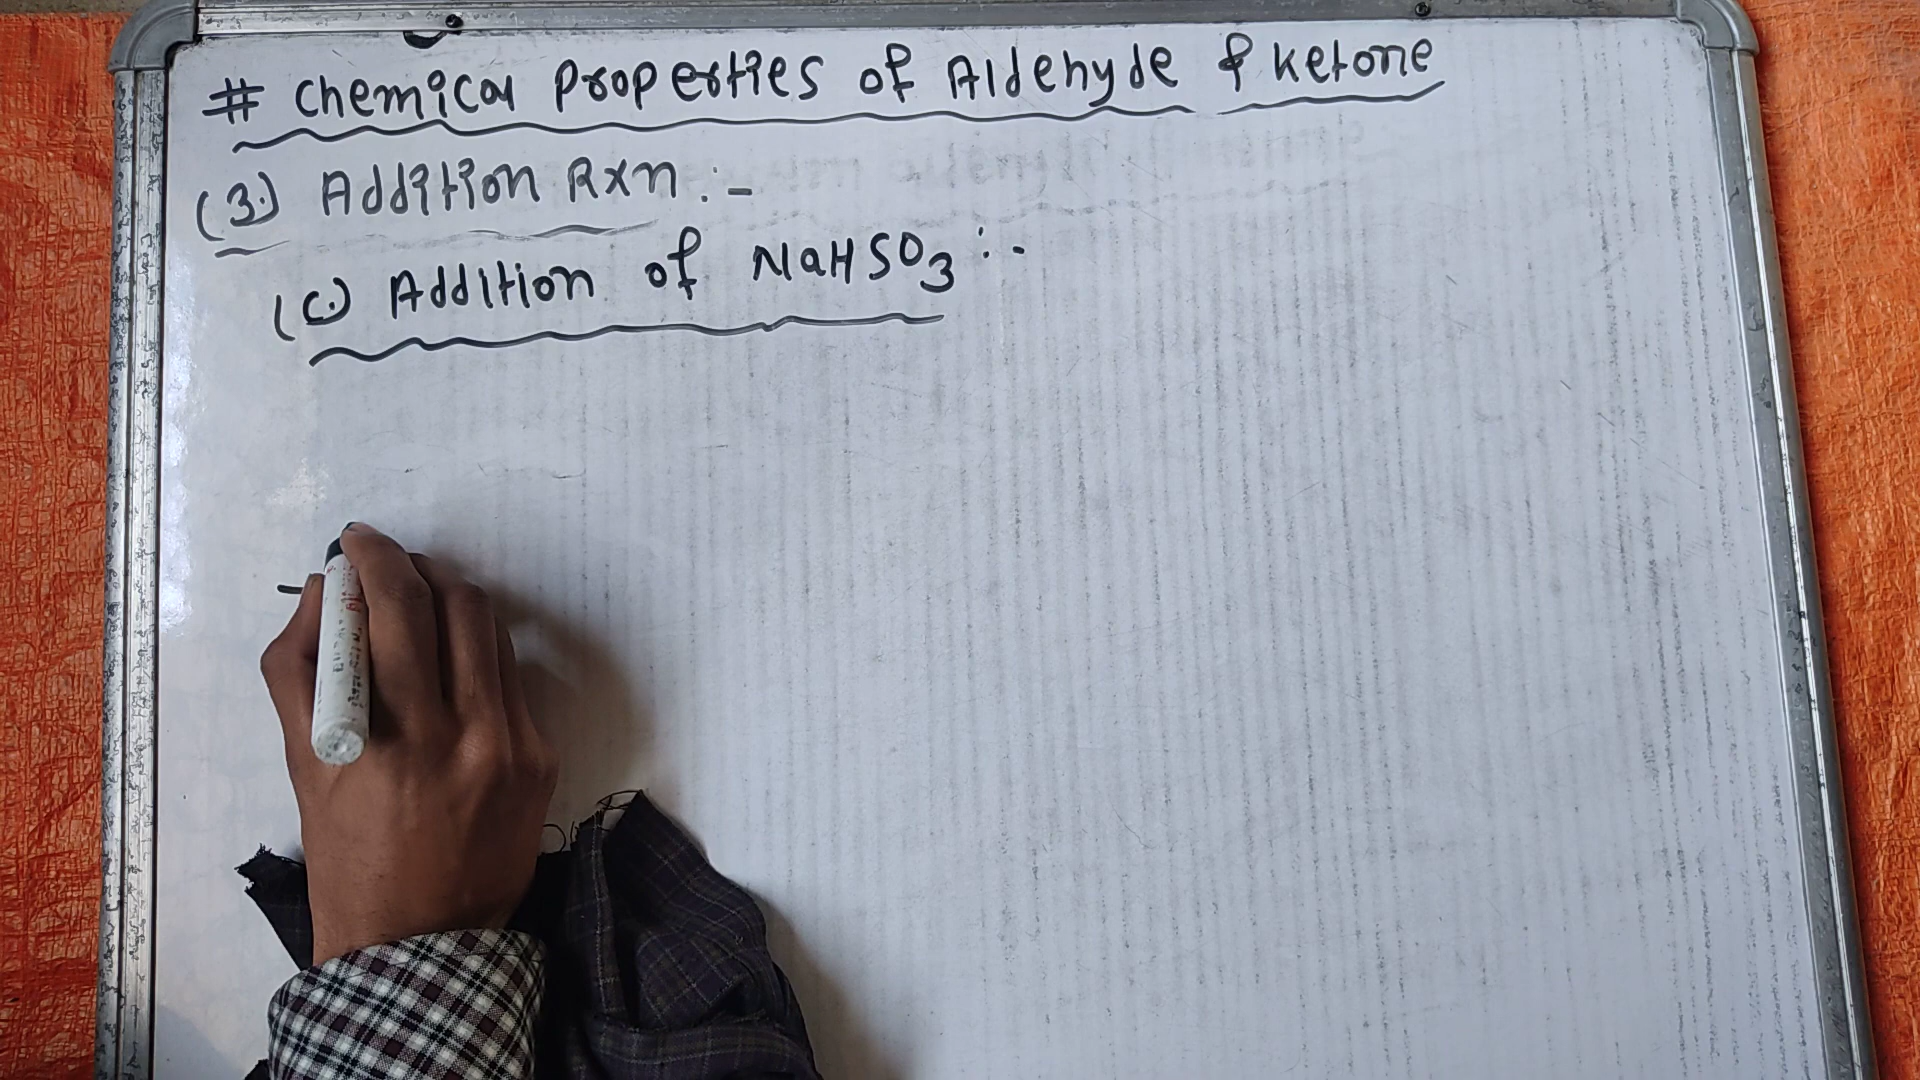 # Chemical Properties of Aldehyde & Ketone
(3.) Addition Rxn :-
(C.) Addition of NaHSO3 :-